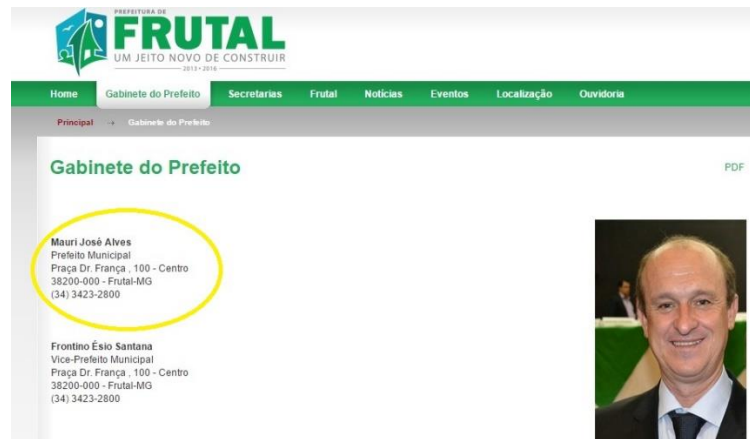 PREFEITURA DE
FRUTAL
UM JEITO NOVO DE CONSTRUIR
2013 • 2016
Home Gabinete do Prefeito Secretarias Frutal Notícias Eventos Localização Ouvidoria
Principal → Gabinete do Prefeito
Gabinete do Prefeito
PDF
Mauri José Alves
Prefeito Municipal
Praça Dr. França , 100 - Centro
38200-000 - Frutal-MG
(34) 3423-2800
Frontino Ésio Santana
Vice-Prefeito Municipal
Praça Dr. França , 100 - Centro
38200-000 - Frutal-MG
(34) 3423-2800